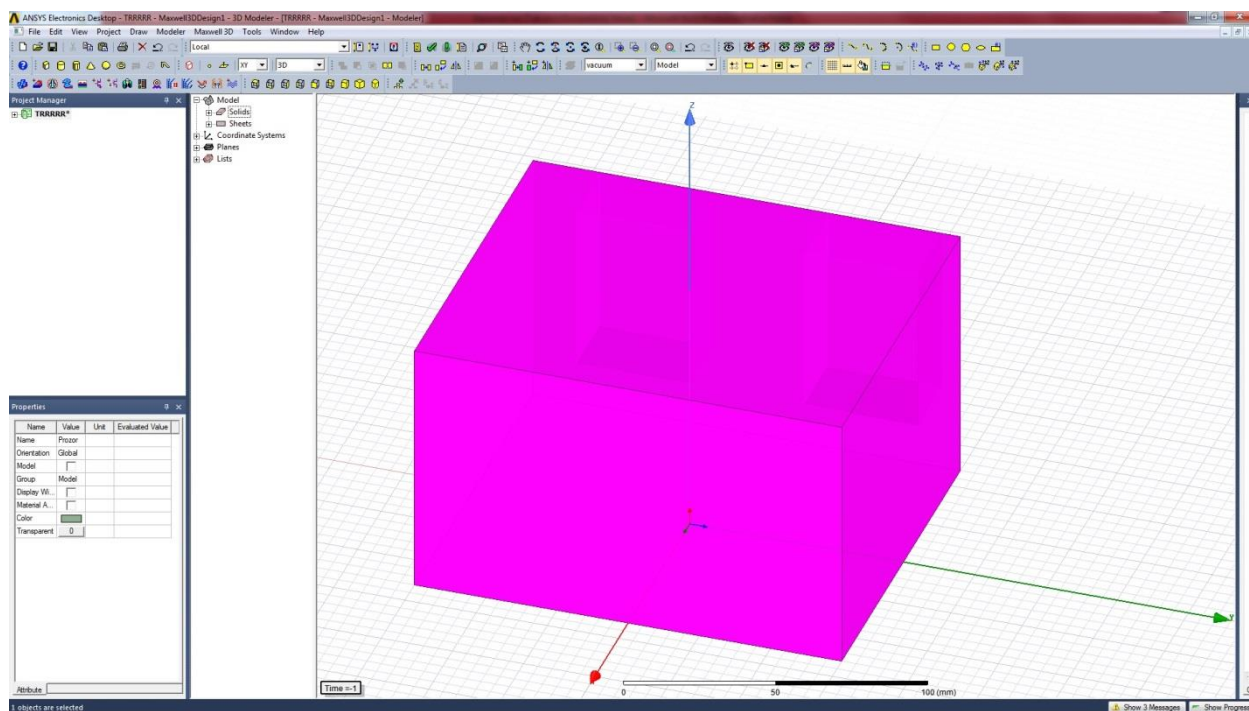 ANSYS Electronics Desktop - TRRRRR - Maxwell3DDesign1 - 3D Modeler - [TRRRRR - Maxwell3DDesign1 - Modeler]
File Edit View Project Draw Modeler Maxwell 3D Tools Window Help
Local
XY 3D vacuum Model
Project Manager
TRRRRR*
Model
Solids
Sheets
Coordinate Systems
Planes
Lists
Properties
Name Value Unit Evaluated Value
Name Prozor
Orientation Global
Model
Group Model
Display Wi...
Material A...
Color
Transparent 0
Attribute
Z
Y
Time =-1
0 50 100 (mm)
1 objects are selected
Show 3 Messages Show Progress